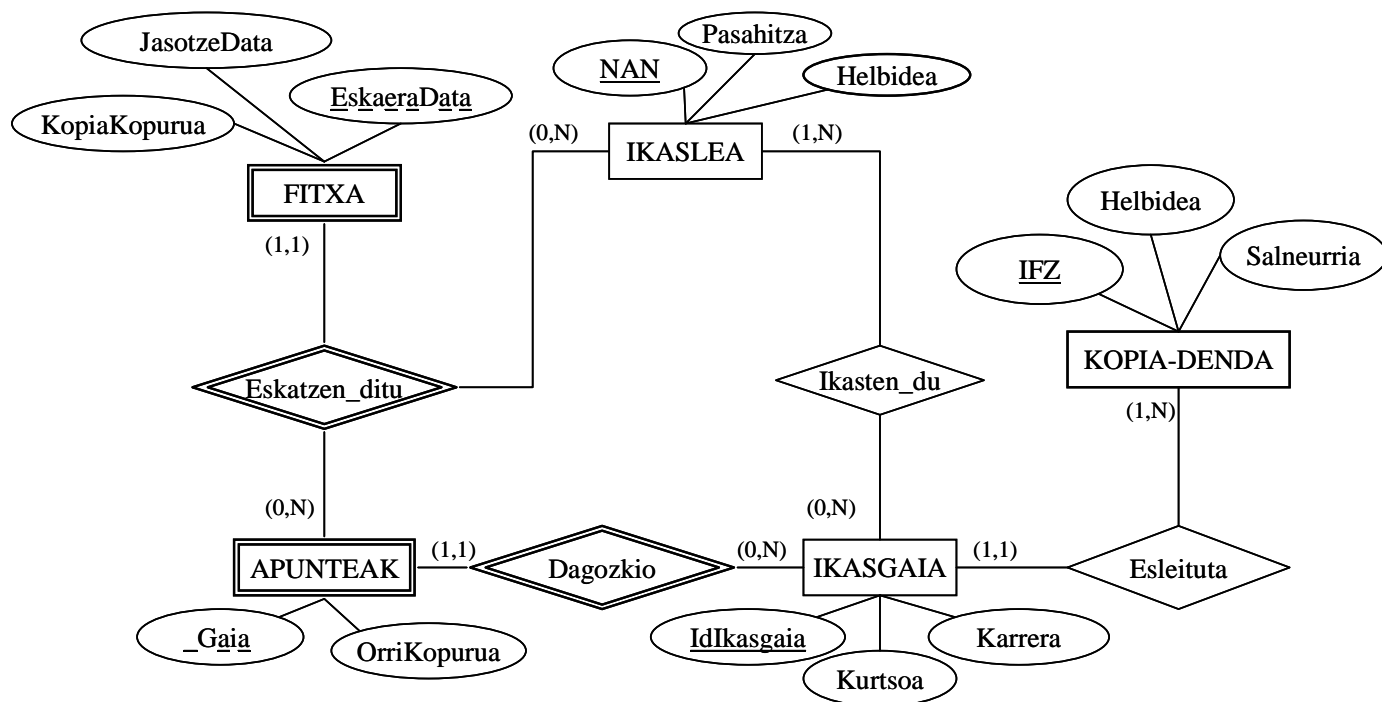 JasotzeData
Pasahitza
NAN
Helbidea
EskaeraData
KopiaKopurua
(0,N)
IKASLEA
(1,N)
FITXA
Helbidea
(1,1)
IFZ
Salneurria
KOPIA-DENDA
Eskatzen_ditu
Ikasten_du
(1,N)
(0,N)
(0,N)
(1,1)
(0,N)
(1,1)
APUNTEAK
Dagozkio
IKASGAIA
Esleituta
_Gaia
OrriKopurua
IdIkasgaia
Karrera
Kurtsoa